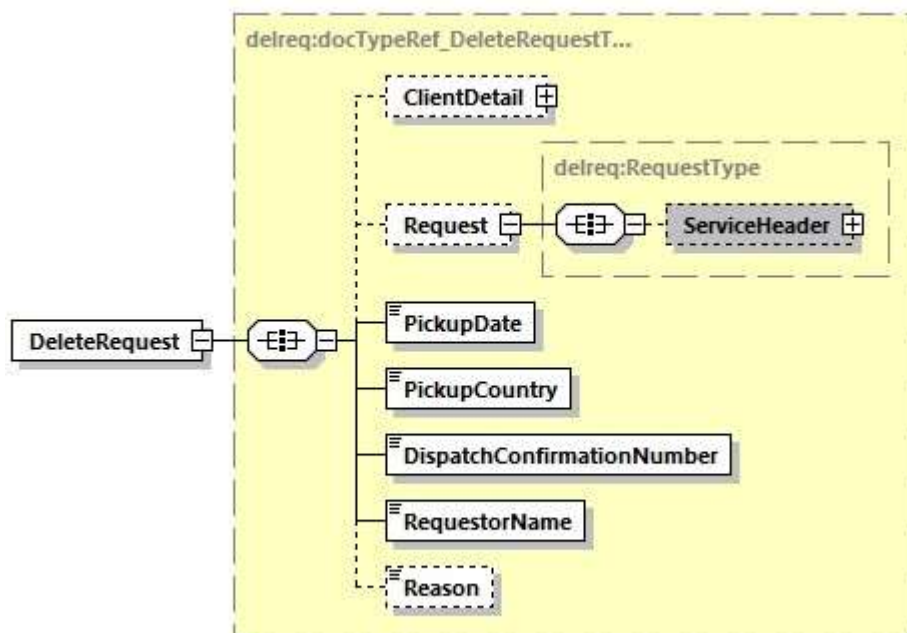 delreq:docTypeRef_DeleteRequestT...
ClientDetail
delreq:RequestType
Request
ServiceHeader
PickupDate
DeleteRequest
PickupCountry
DispatchConfirmationNumber
RequestorName
Reason